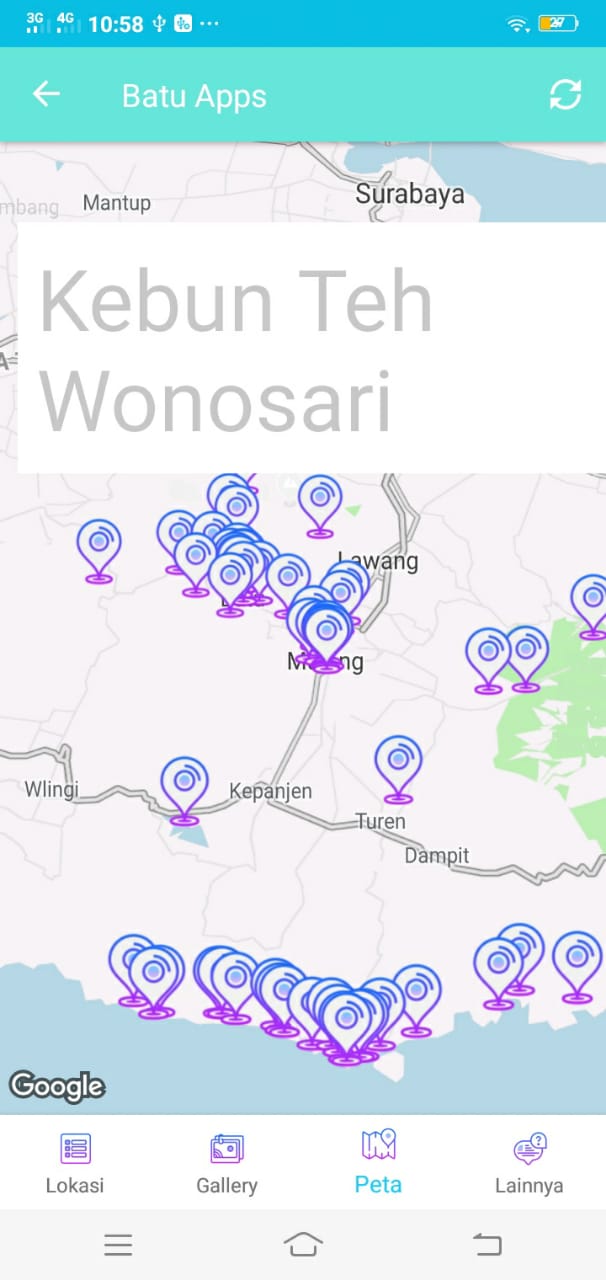 3G 4G 10:58 27
Batu Apps
mbang
Mantup
Surabaya
Kebun Teh
Wonosari
Lawang
Wlingi
Kepanjen
Turen
Dampit
Google
Lokasi
Gallery
Peta
Lainnya